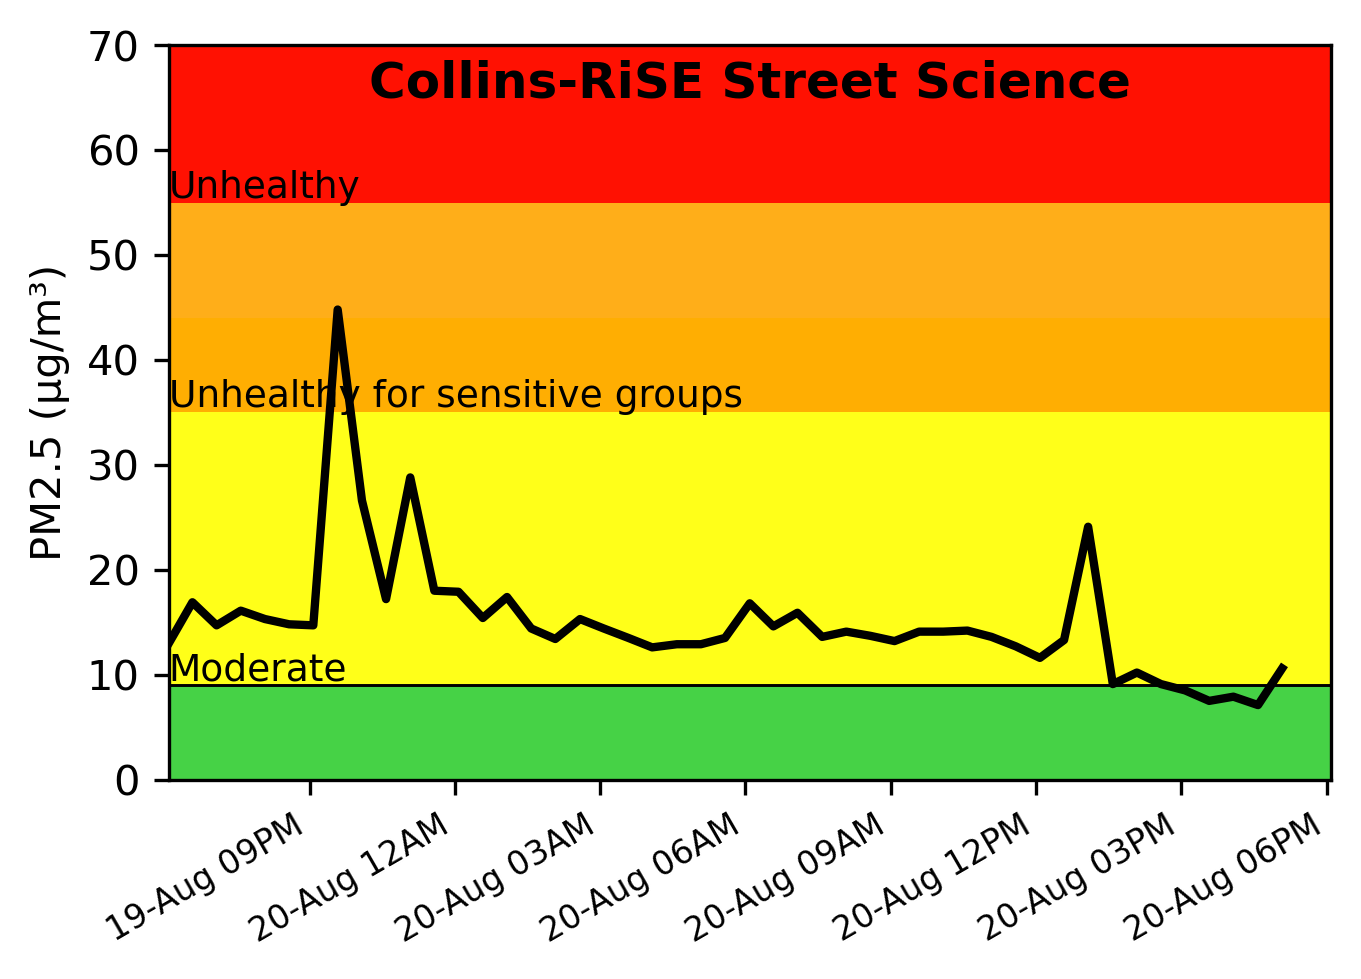 Collins-RiSE Street Science
70
60
Unhealthy
50
40
Unhealthy for sensitive groups
30
20
Moderate
10
0
PM2.5 (µg/m³)
19-Aug 09PM
20-Aug 12AM
20-Aug 03AM
20-Aug 06AM
20-Aug 09AM
20-Aug 12PM
20-Aug 03PM
20-Aug 06PM